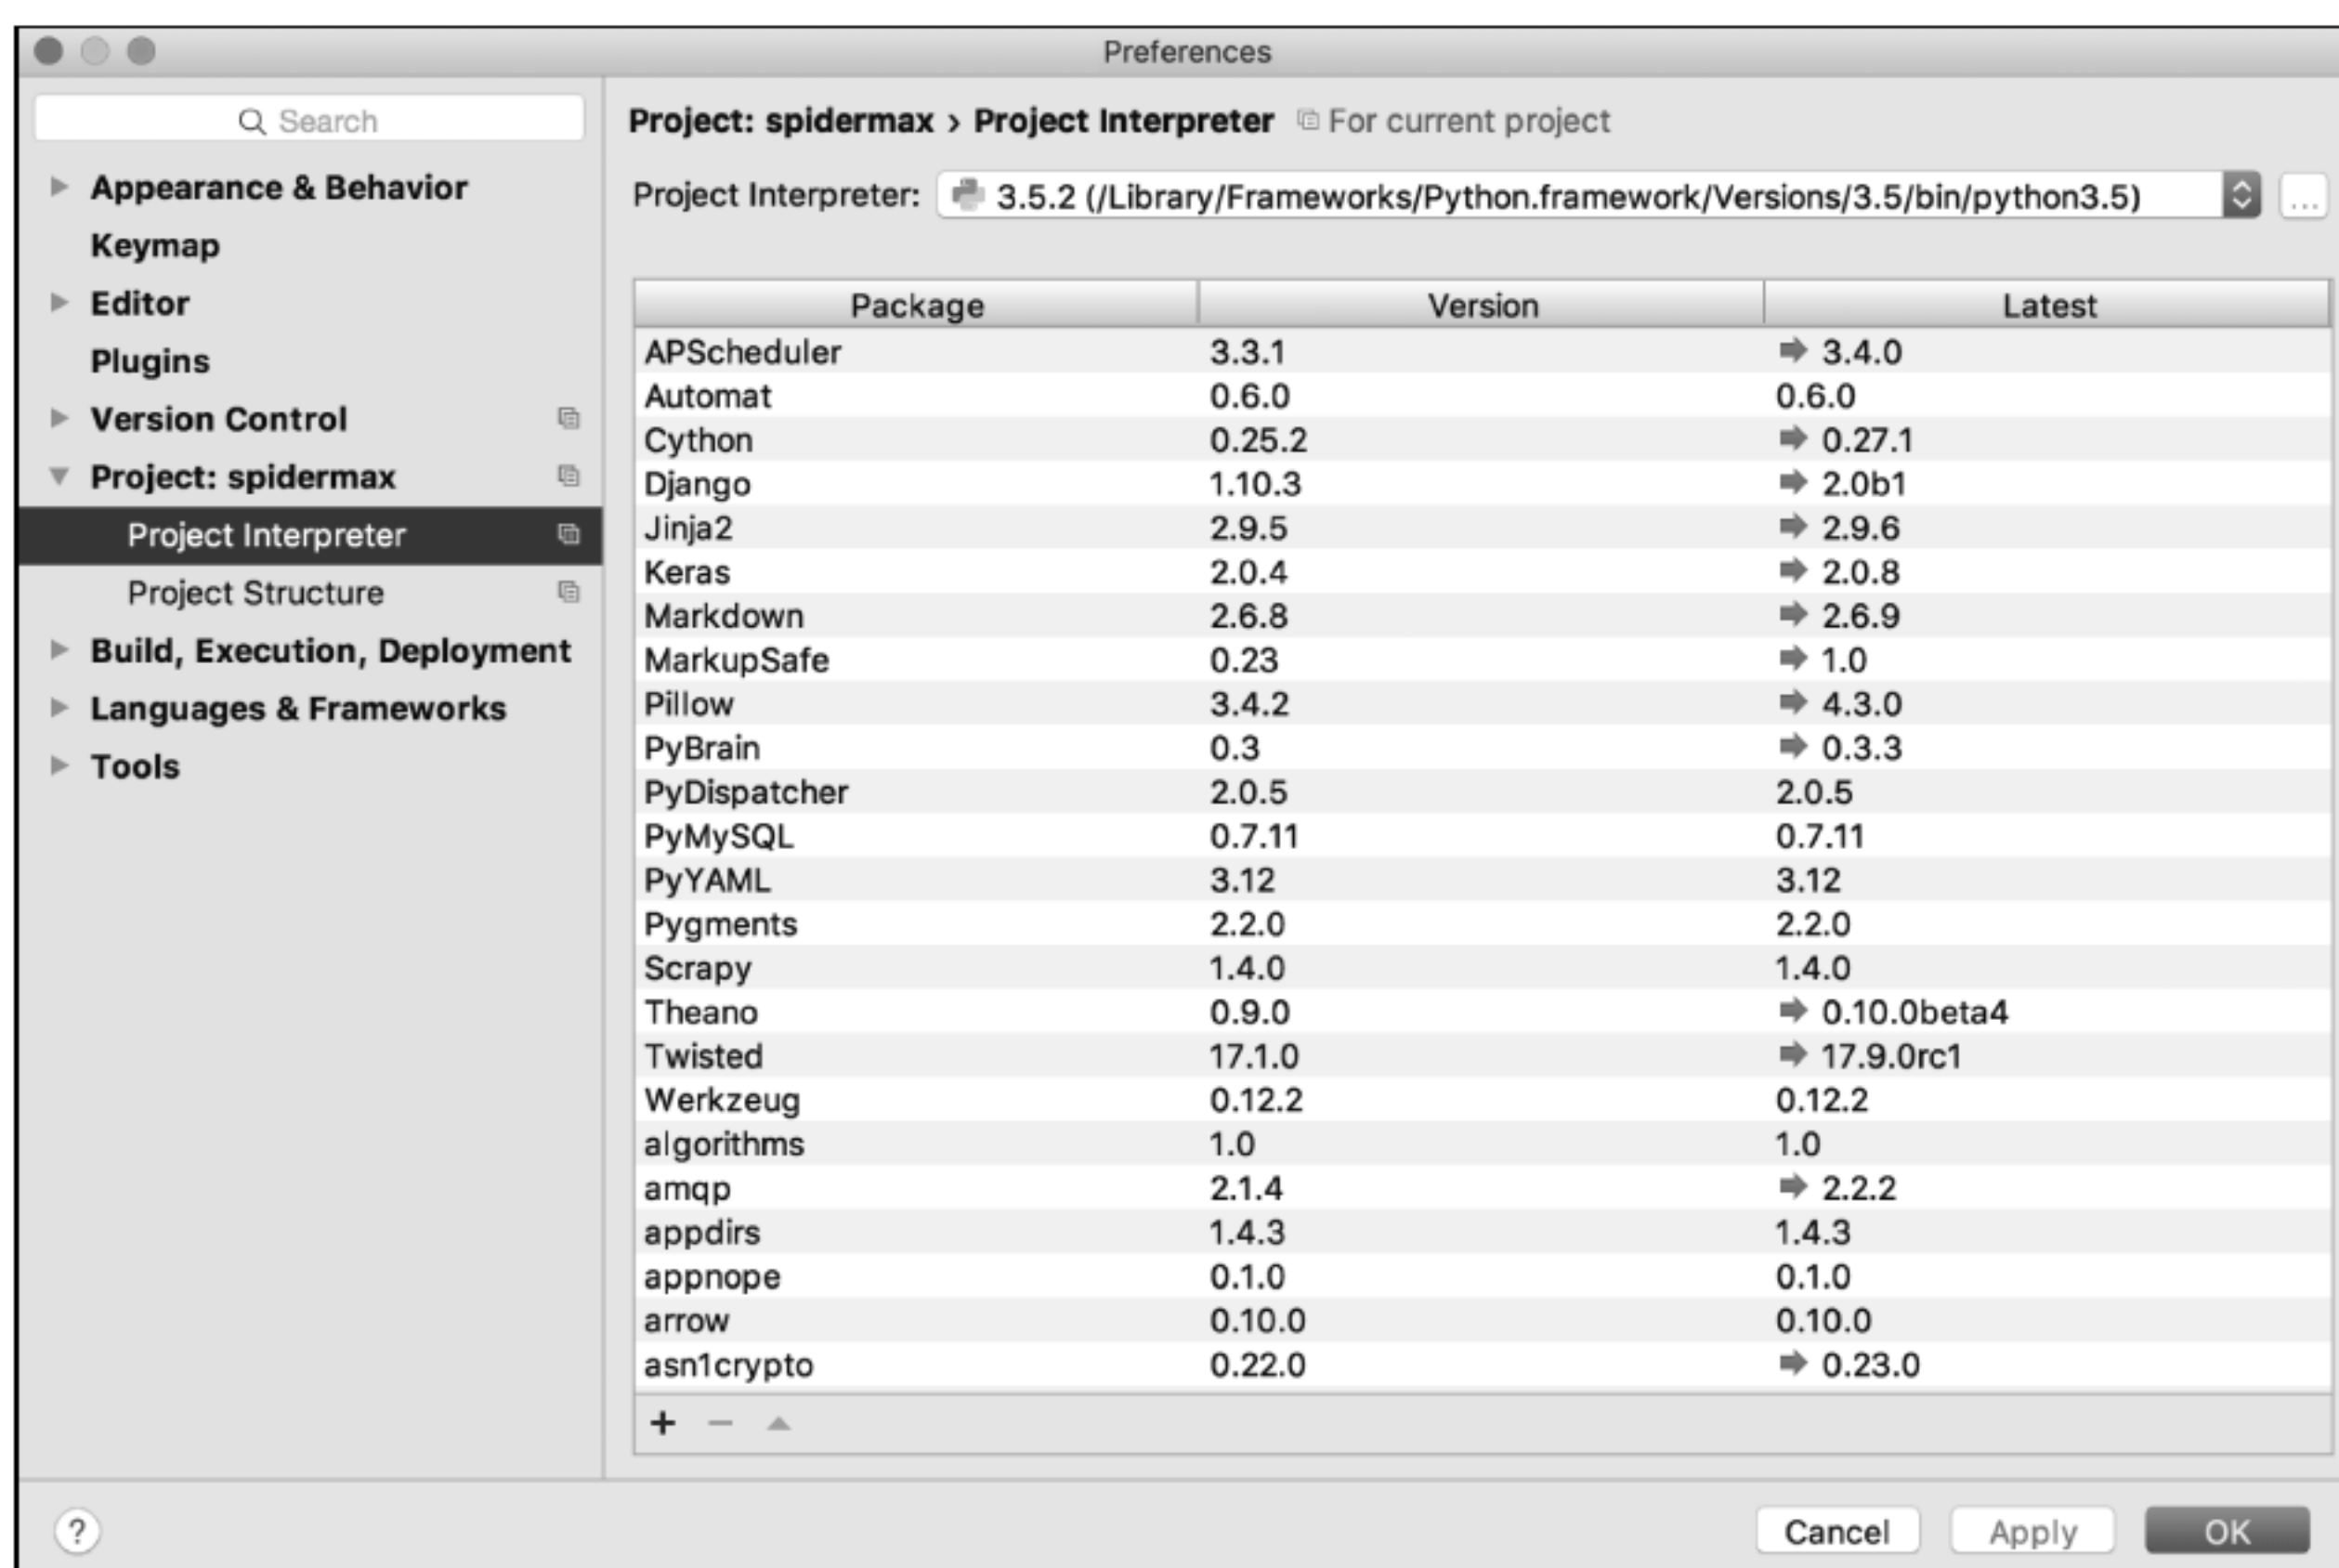 Preferences
Search
Appearance & Behavior
Keymap
Editor
Plugins
Version Control
Project: spidermax
Project Interpreter
Project Structure
Build, Execution, Deployment
Languages & Frameworks
Tools
Project: spidermax › Project Interpreter For current project
Project Interpreter: 3.5.2 (/Library/Frameworks/Python.framework/Versions/3.5/bin/python3.5) ...
Package Version Latest
APScheduler 3.3.1 3.4.0
Automat 0.6.0 0.6.0
Cython 0.25.2 0.27.1
Django 1.10.3 2.0b1
Jinja2 2.9.5 2.9.6
Keras 2.0.4 2.0.8
Markdown 2.6.8 2.6.9
MarkupSafe 0.23 1.0
Pillow 3.4.2 4.3.0
PyBrain 0.3 0.3.3
PyDispatcher 2.0.5 2.0.5
PyMySQL 0.7.11 0.7.11
PyYAML 3.12 3.12
Pygments 2.2.0 2.2.0
Scrapy 1.4.0 1.4.0
Theano 0.9.0 0.10.0beta4
Twisted 17.1.0 17.9.0rc1
Werkzeug 0.12.2 0.12.2
algorithms 1.0 1.0
amqp 2.1.4 2.2.2
appdirs 1.4.3 1.4.3
appnope 0.1.0 0.1.0
arrow 0.10.0 0.10.0
asn1crypto 0.22.0 0.23.0
+ −
? Cancel Apply OK